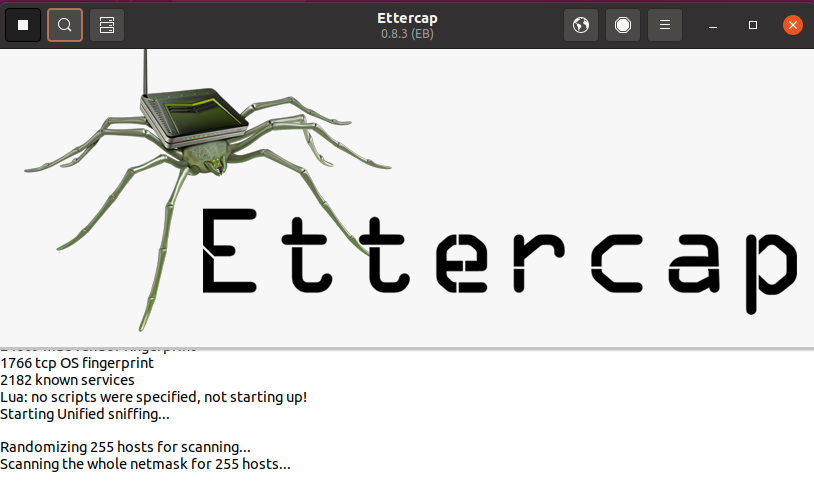 Ettercap
0.8.3 (EB)
Ettercap
1766 tcp OS fingerprint
2182 known services
Lua: no scripts were specified, not starting up!
Starting Unified sniffing...
Randomizing 255 hosts for scanning...
Scanning the whole netmask for 255 hosts...